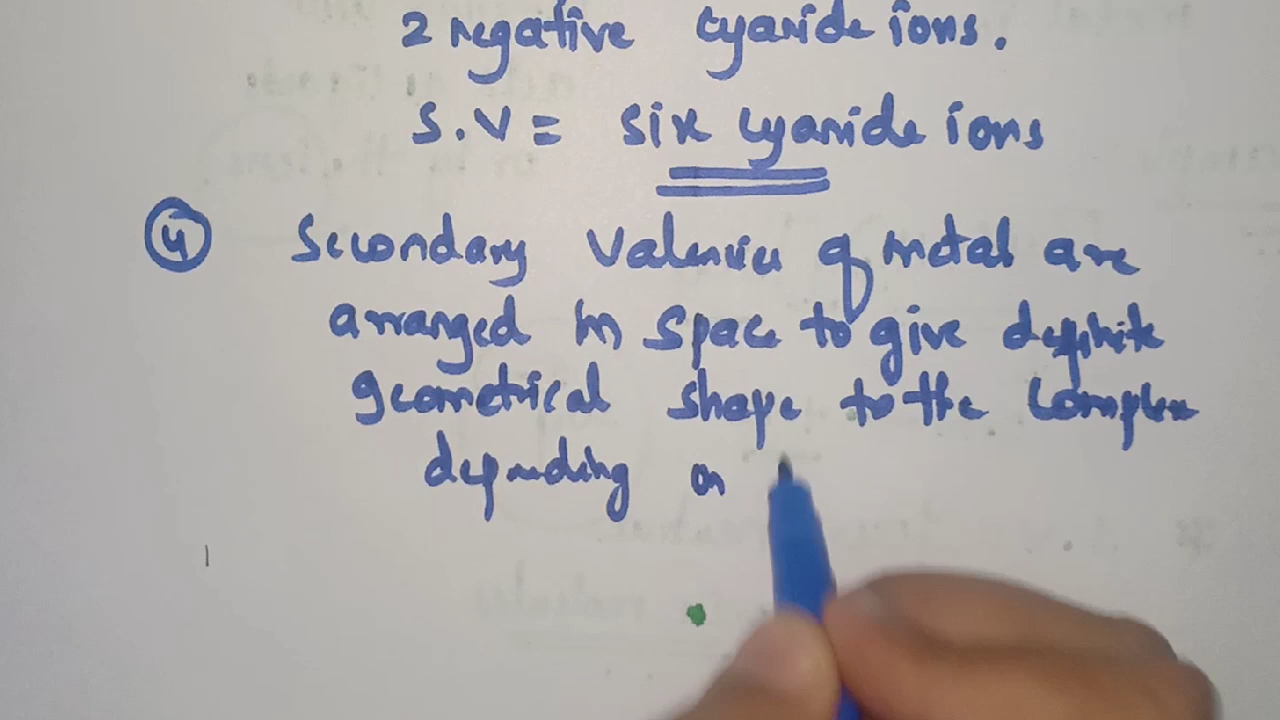 2 negative cyanide ions.
S.V = six cyanide ions
④ Secondary Valencies of metal are
arranged in space to give definite
geometrical shape to the complex
depending on